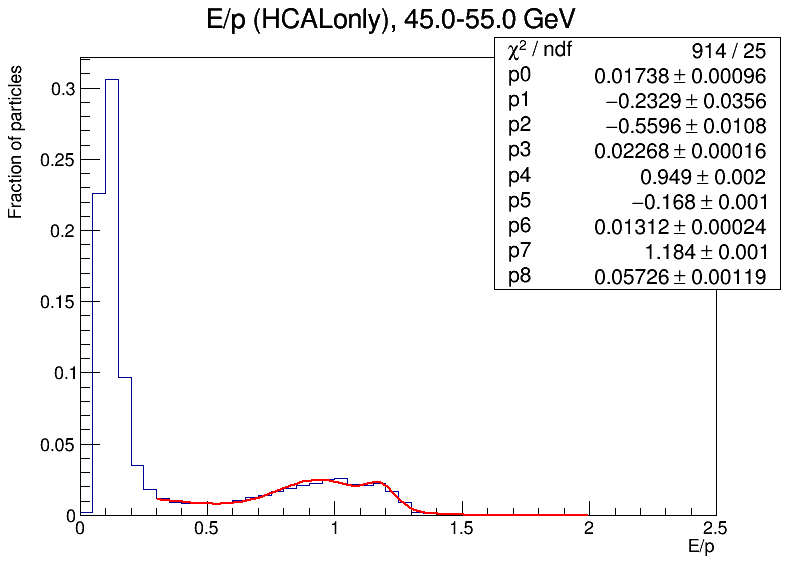 E/p (HCALonly), 45.0-55.0 GeV
χ² / ndf 914 / 25
p0 0.01738 ± 0.00096
p1 −0.2329 ± 0.0356
p2 −0.5596 ± 0.0108
p3 0.02268 ± 0.00016
p4 0.949 ± 0.002
p5 −0.168 ± 0.001
p6 0.01312 ± 0.00024
p7 1.184 ± 0.001
p8 0.05726 ± 0.00119
Fraction of particles
0.3
0.25
0.2
0.15
0.1
0.05
0
0 0.5 1 1.5 2 2.5
E/p